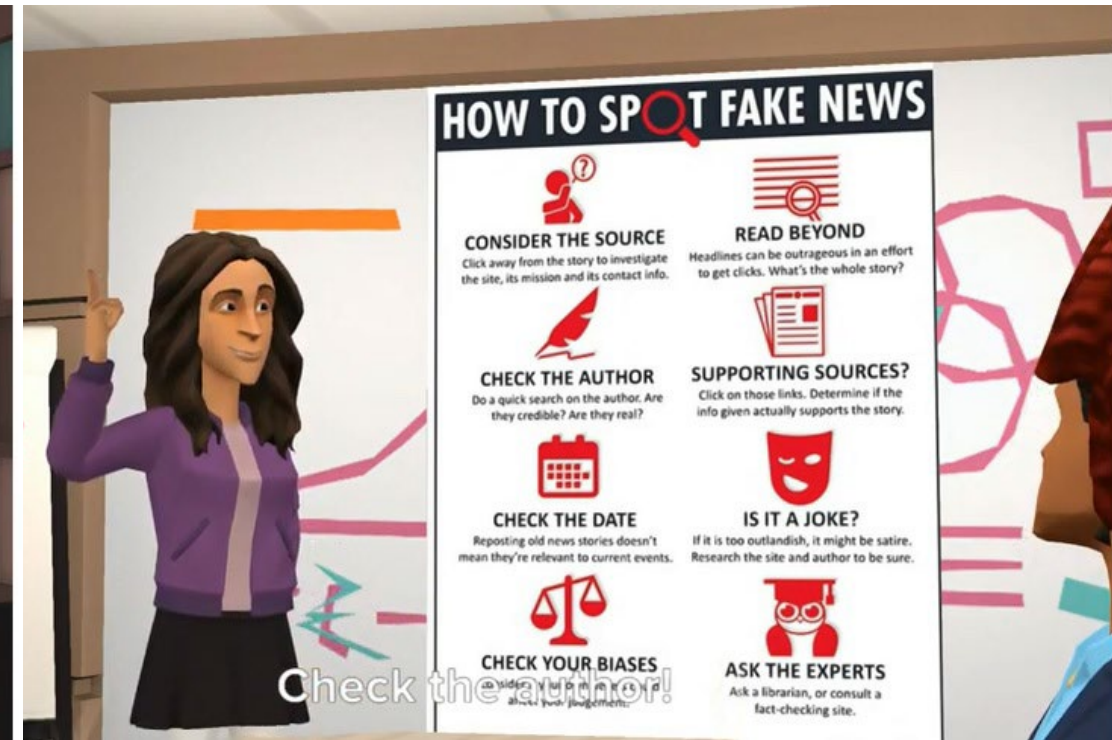 HOW TO SPOT FAKE NEWS
CONSIDER THE SOURCE
Click away from the story to investigate
the site, its mission and its contact info.
READ BEYOND
Headlines can be outrageous in an effort
to get clicks. What's the whole story?
CHECK THE AUTHOR
Do a quick search on the author. Are
they credible? Are they real?
SUPPORTING SOURCES?
Click on those links. Determine if the
info given actually supports the story.
CHECK THE DATE
Reposting old news stories doesn't
mean they're relevant to current events.
IS IT A JOKE?
If it is too outlandish, it might be satire.
Research the site and author to be sure.
CHECK YOUR BIASES
judgement.
ASK THE EXPERTS
Ask a librarian, or consult a
fact-checking site.
Check the author!